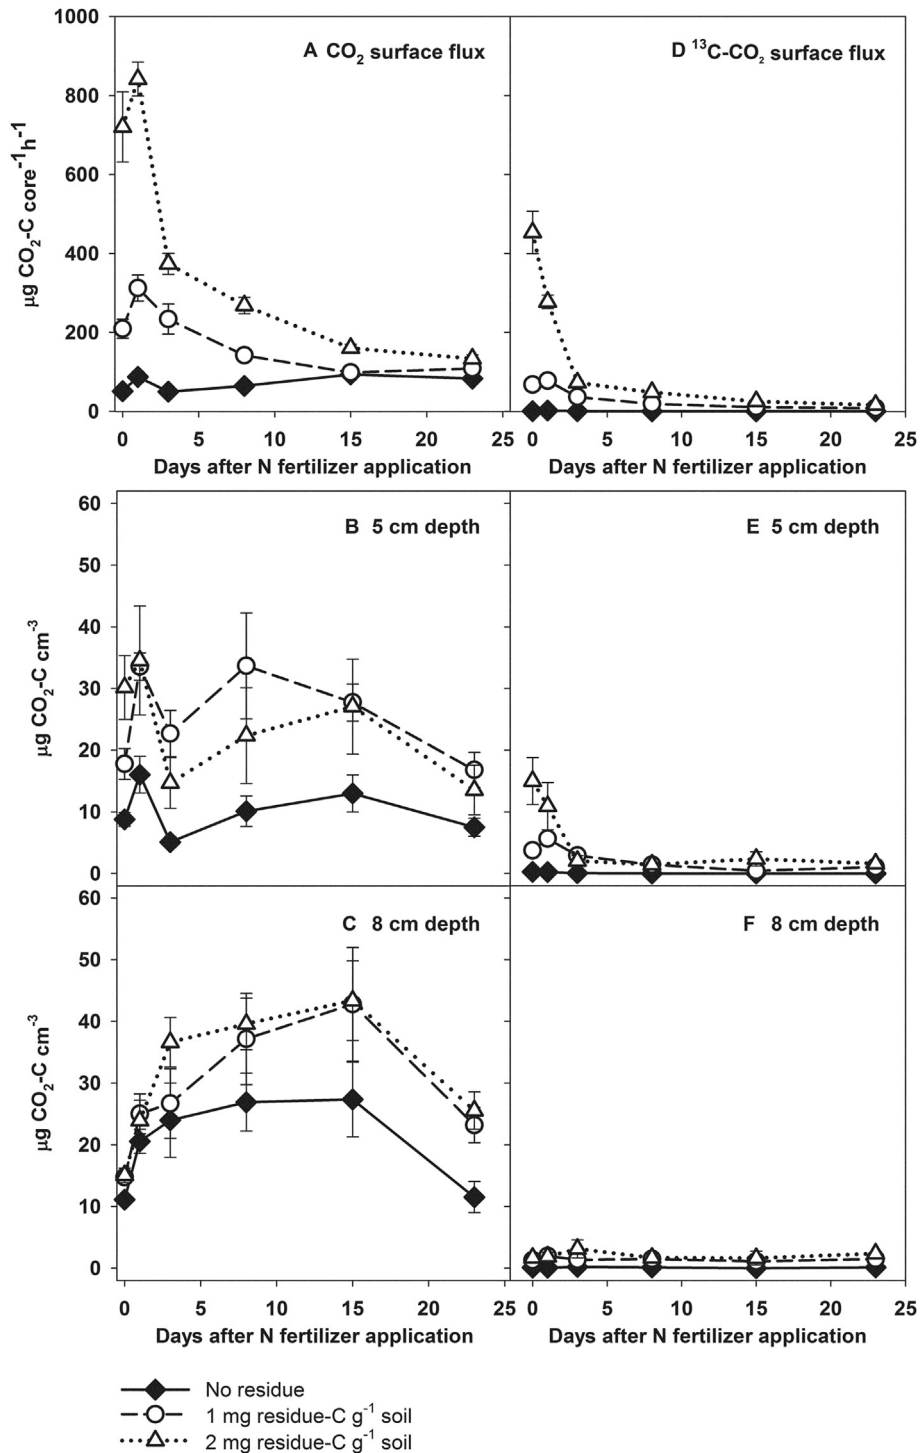 A CO₂ surface flux
D ¹³C-CO₂ surface flux
1000
800
600
400
200
0
µg CO₂-C core⁻¹h⁻¹
0 5 10 15 20 25
0 5 10 15 20 25
Days after N fertilizer application
Days after N fertilizer application
B 5 cm depth
E 5 cm depth
60
50
40
30
20
10
0
µg CO₂-C cm⁻³
C 8 cm depth
F 8 cm depth
60
50
40
30
20
10
0
µg CO₂-C cm⁻³
0 5 10 15 20 25
0 5 10 15 20 25
Days after N fertilizer application
Days after N fertilizer application
No residue
1 mg residue-C g⁻¹ soil
2 mg residue-C g⁻¹ soil